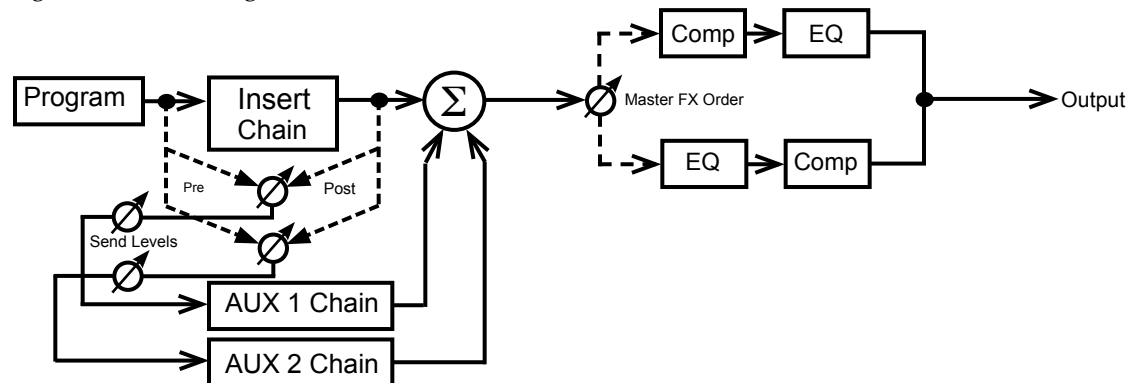 Comp
EQ
Program
Insert
Chain
Σ
Master FX Order
Output
EQ
Comp
Pre
Post
Send Levels
AUX 1 Chain
AUX 2 Chain